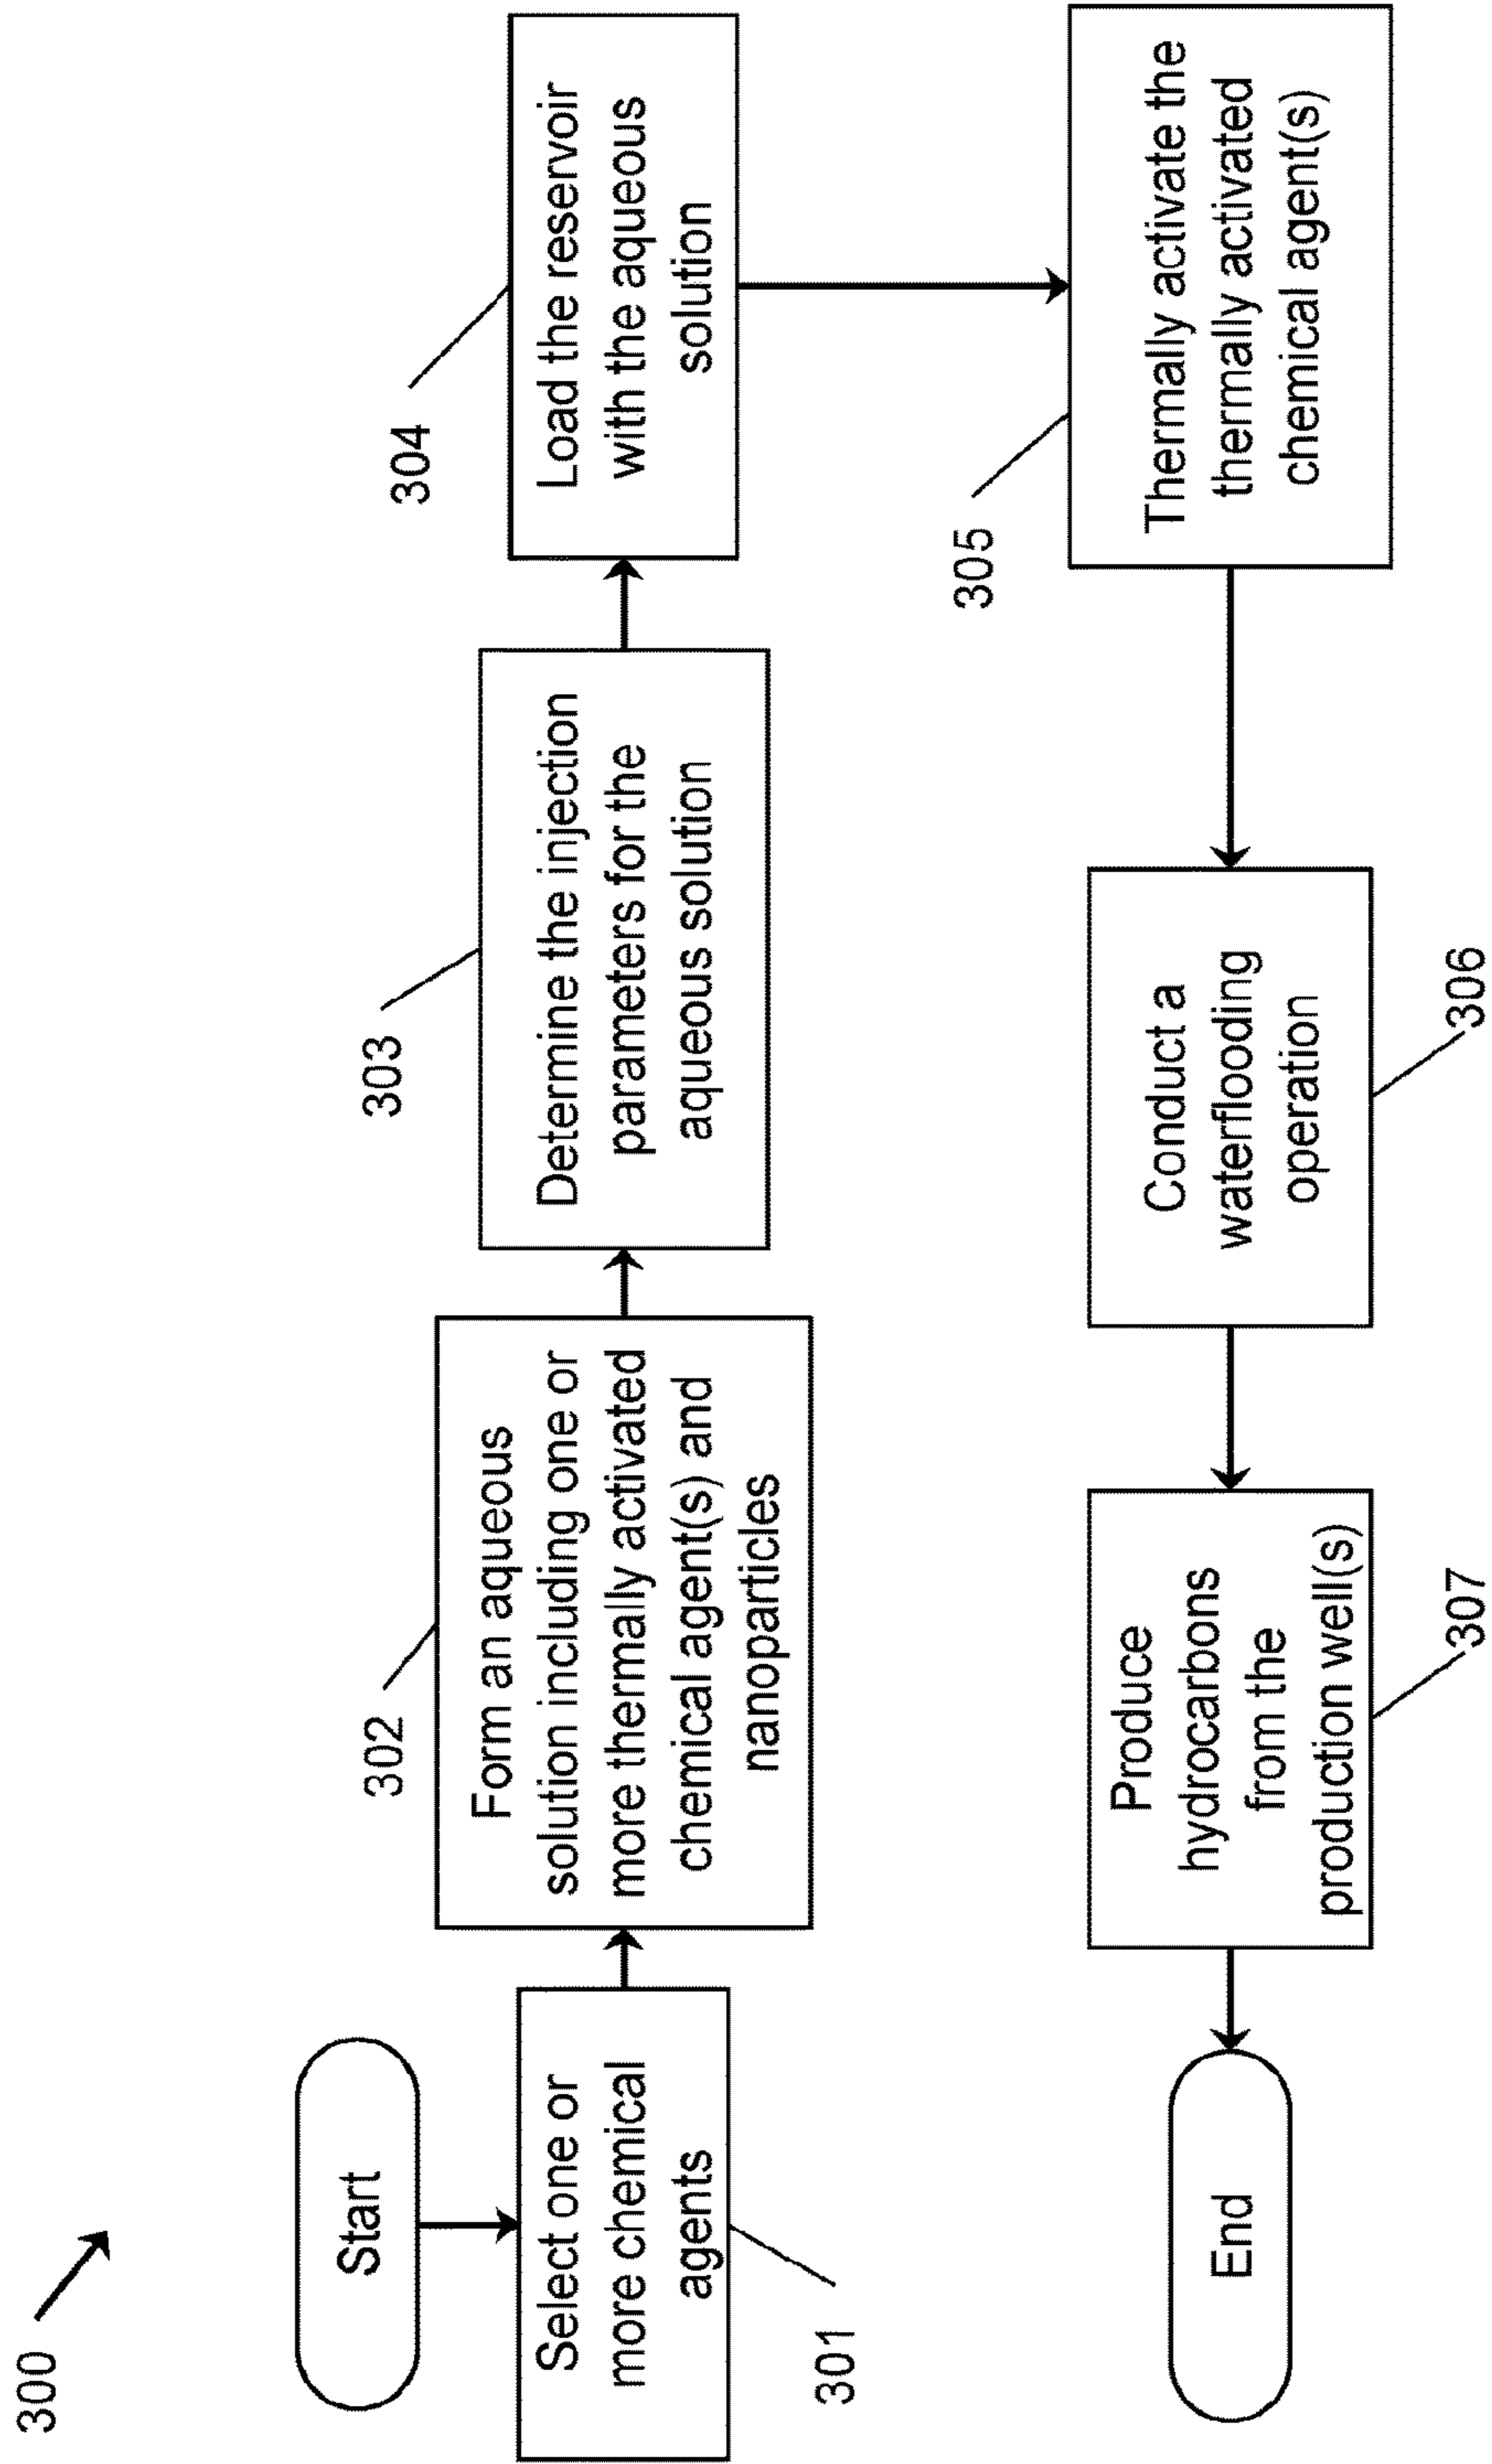 300
Start
Select one or
more chemical
agents
301
Form an aqueous
solution including one or
more thermally activated
chemical agent(s) and
nanoparticles
302
Determine the injection
parameters for the
aqueous solution
303
Load the reservoir
with the aqueous
solution
304
Thermally activate the
thermally activated
chemical agent(s)
305
Conduct a
waterflooding
operation
306
Produce
hydrocarbons
from the
production well(s)
307
End